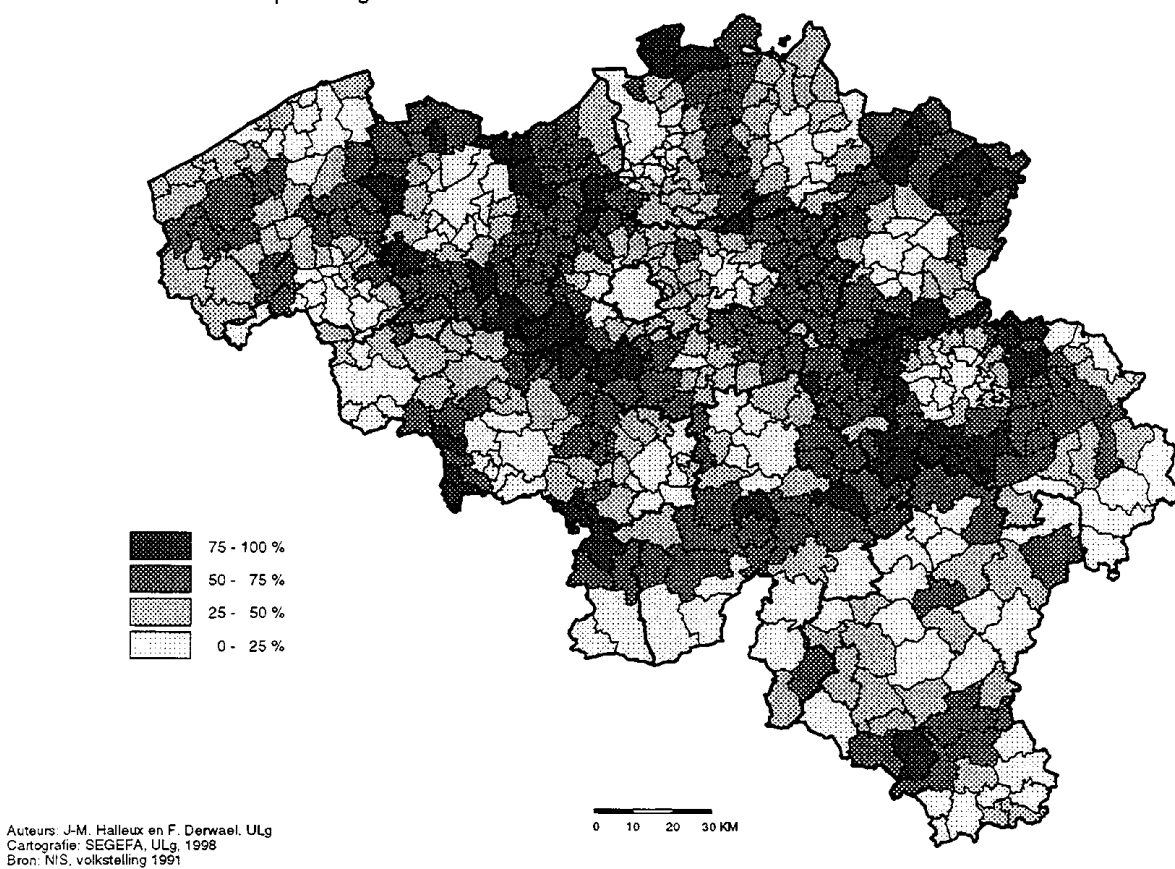 75 - 100 %
50 - 75 %
25 - 50 %
0 - 25 %
0 10 20 30 KM
Auteurs: J-M. Halleux en F. Derwael, ULg
Cartografie: SEGEFA, ULg, 1998
Bron: NIS, volkstelling 1991